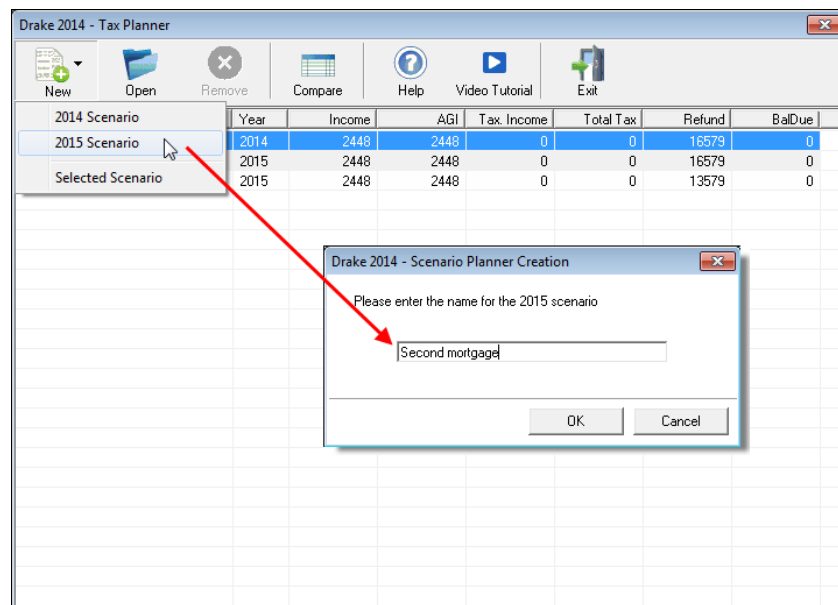 Drake 2014 - Tax Planner
New Open Remove Compare Help Video Tutorial Exit
2014 Scenario
2015 Scenario
Selected Scenario
Year Income AGI Tax. Income Total Tax Refund BalDue
2014 2448 2448 0 0 16579 0
2015 2448 2448 0 0 16579 0
2015 2448 2448 0 0 13579 0
Drake 2014 - Scenario Planner Creation
Please enter the name for the 2015 scenario
Second mortgage
OK Cancel